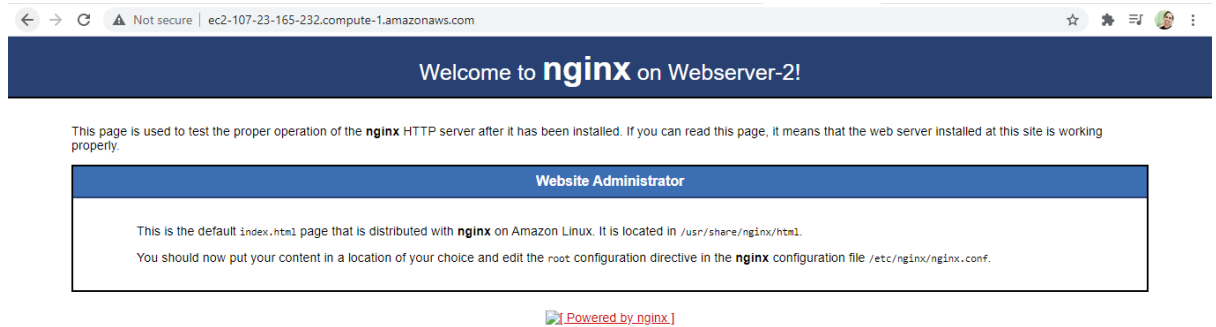 Not secure | ec2-107-23-165-232.compute-1.amazonaws.com
Welcome to nginx on Webserver-2!
This page is used to test the proper operation of the nginx HTTP server after it has been installed. If you can read this page, it means that the web server installed at this site is working
properly.
Website Administrator
This is the default index.html page that is distributed with nginx on Amazon Linux. It is located in /usr/share/nginx/html.
You should now put your content in a location of your choice and edit the root configuration directive in the nginx configuration file /etc/nginx/nginx.conf.
[ Powered by nginx ]